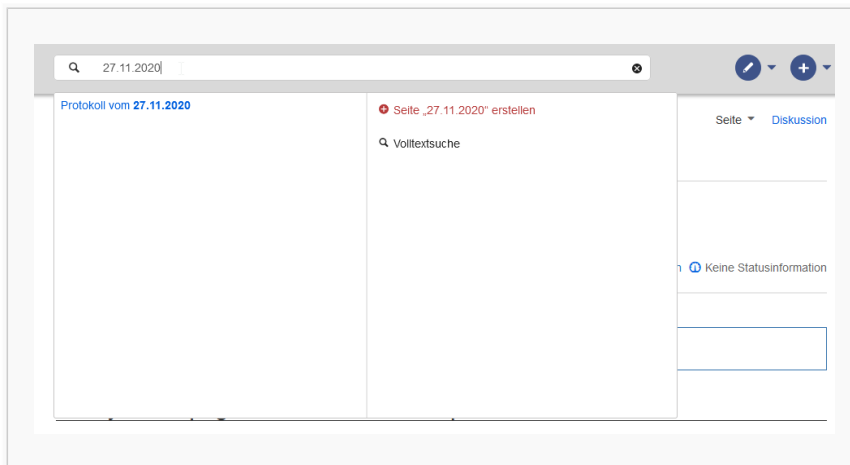 27.11.2020
Protokoll vom 27.11.2020
Seite „27.11.2020“ erstellen
Volltextsuche
Seite
Diskussion
Keine Statusinformation